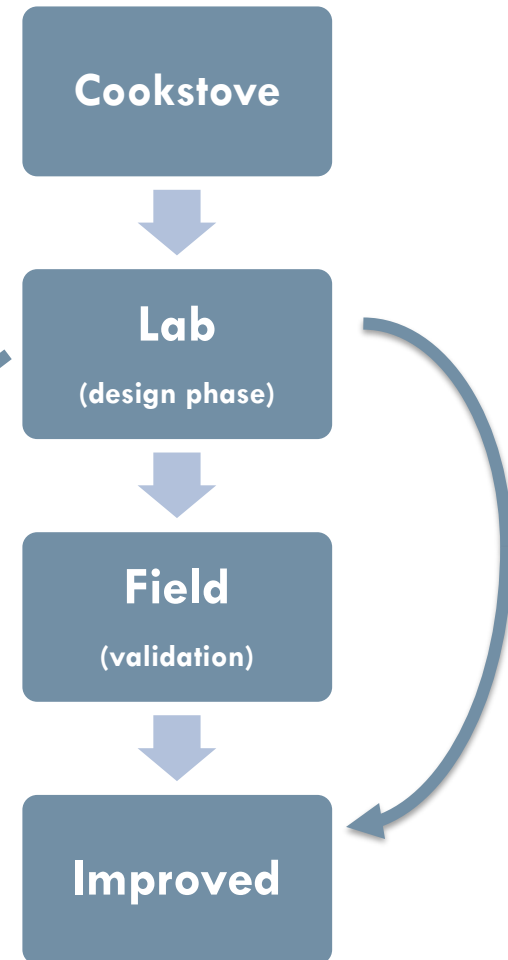 Cookstove
Lab
(design phase)
Field
(validation)
Improved